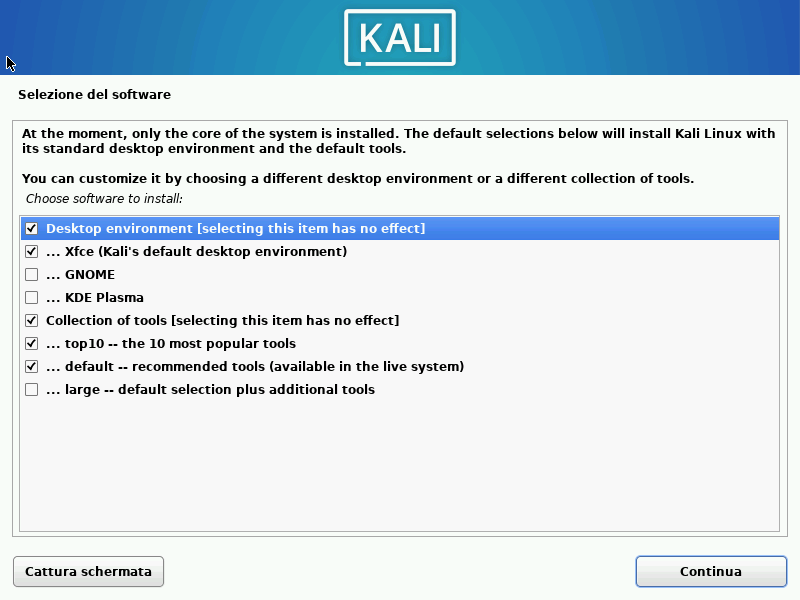 KALI
Selezione del software
At the moment, only the core of the system is installed. The default selections below will install Kali Linux with
its standard desktop environment and the default tools.
You can customize it by choosing a different desktop environment or a different collection of tools.
Choose software to install:
Desktop environment [selecting this item has no effect]
... Xfce (Kali's default desktop environment)
... GNOME
... KDE Plasma
Collection of tools [selecting this item has no effect]
... top10 -- the 10 most popular tools
... default -- recommended tools (available in the live system)
... large -- default selection plus additional tools
Cattura schermata
Continua